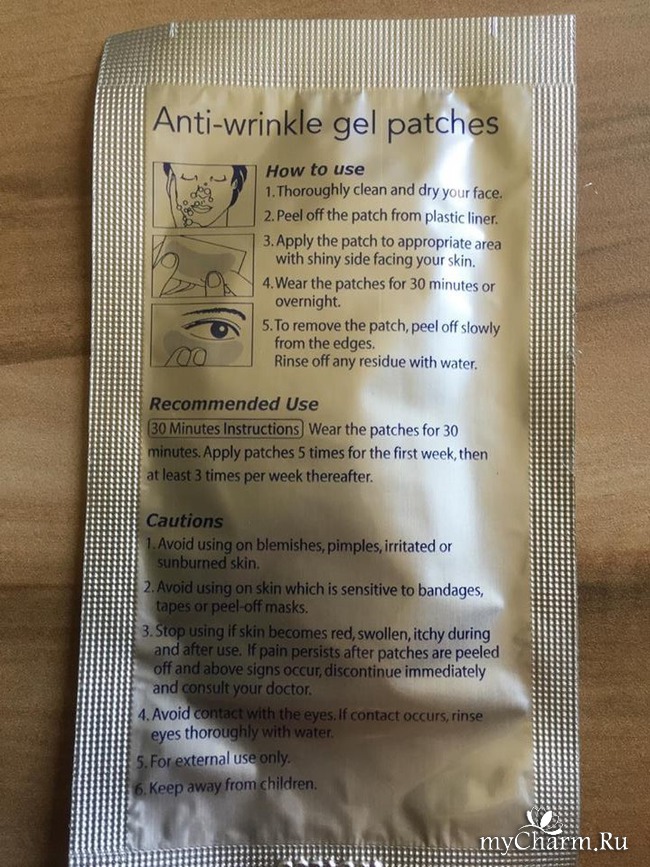 Anti-wrinkle gel patches
How to use
1. Thoroughly clean and dry your face.
2. Peel off the patch from plastic liner.
3. Apply the patch to appropriate area
with shiny side facing your skin.
4. Wear the patches for 30 minutes or
overnight.
5. To remove the patch, peel off slowly
from the edges.
Rinse off any residue with water.
Recommended Use
30 Minutes Instructions Wear the patches for 30
minutes. Apply patches 5 times for the first week, then
at least 3 times per week thereafter.
Cautions
1. Avoid using on blemishes, pimples, irritated or
sunburned skin.
2. Avoid using on skin which is sensitive to bandages,
tapes or peel-off masks.
3. Stop using if skin becomes red, swollen, itchy during
and after use. If pain persists after patches are peeled
off and above signs occur, discontinue immediately
and consult your doctor.
4. Avoid contact with the eyes. If contact occurs, rinse
eyes thoroughly with water.
5. For external use only.
6. Keep away from children.
myCharm.Ru